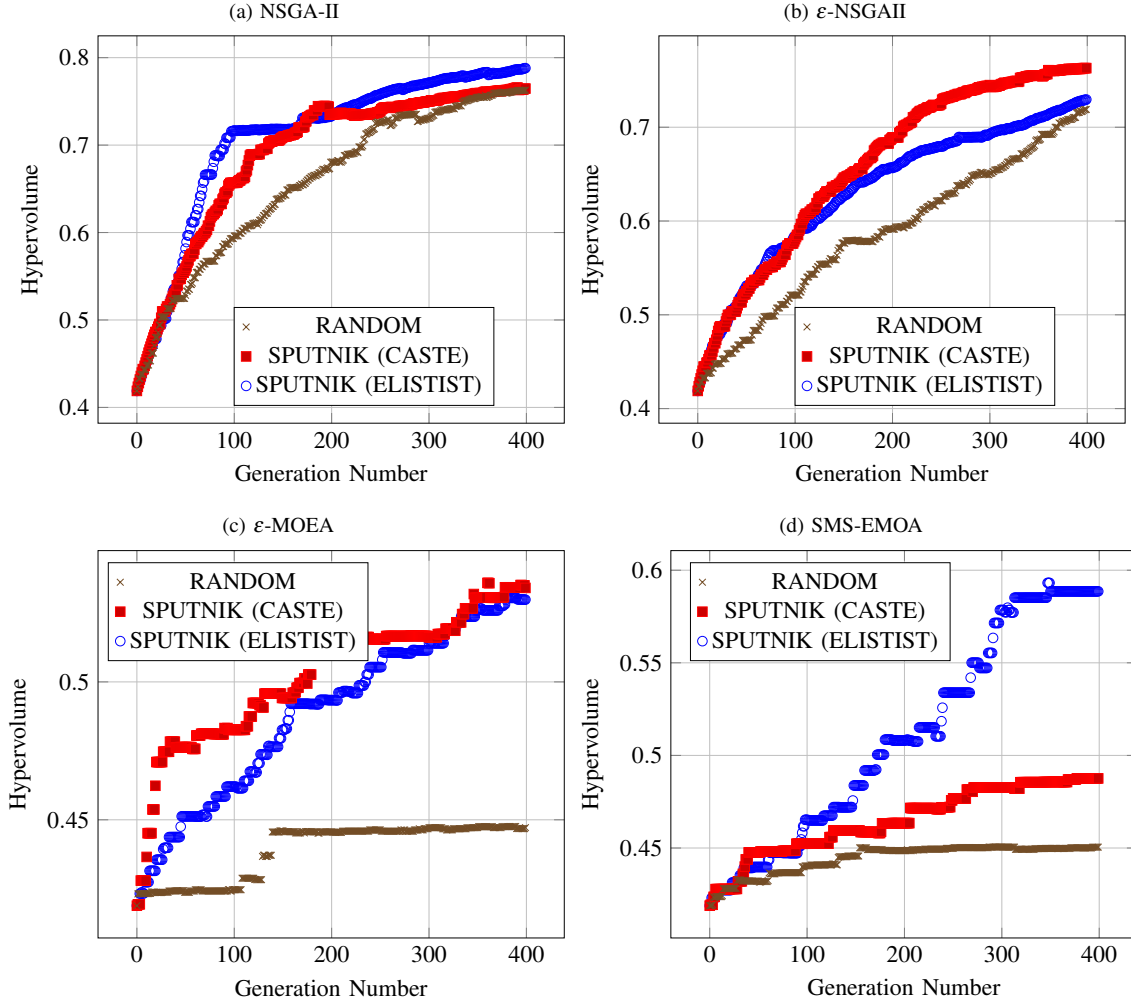 (a) NSGA-II
0.8
0.7
0.6
0.5
0.4
Hypervolume
RANDOM
SPUTNIK (CASTE)
SPUTNIK (ELISTIST)
0
100
200
300
400
Generation Number
(b) ε-NSGAII
0.7
0.6
0.5
0.4
Hypervolume
RANDOM
SPUTNIK (CASTE)
SPUTNIK (ELISTIST)
0
100
200
300
400
Generation Number
(c) ε-MOEA
0.5
0.45
Hypervolume
RANDOM
SPUTNIK (CASTE)
SPUTNIK (ELISTIST)
0
100
200
300
400
Generation Number
(d) SMS-EMOA
0.6
0.55
0.5
0.45
Hypervolume
RANDOM
SPUTNIK (CASTE)
SPUTNIK (ELISTIST)
0
100
200
300
400
Generation Number